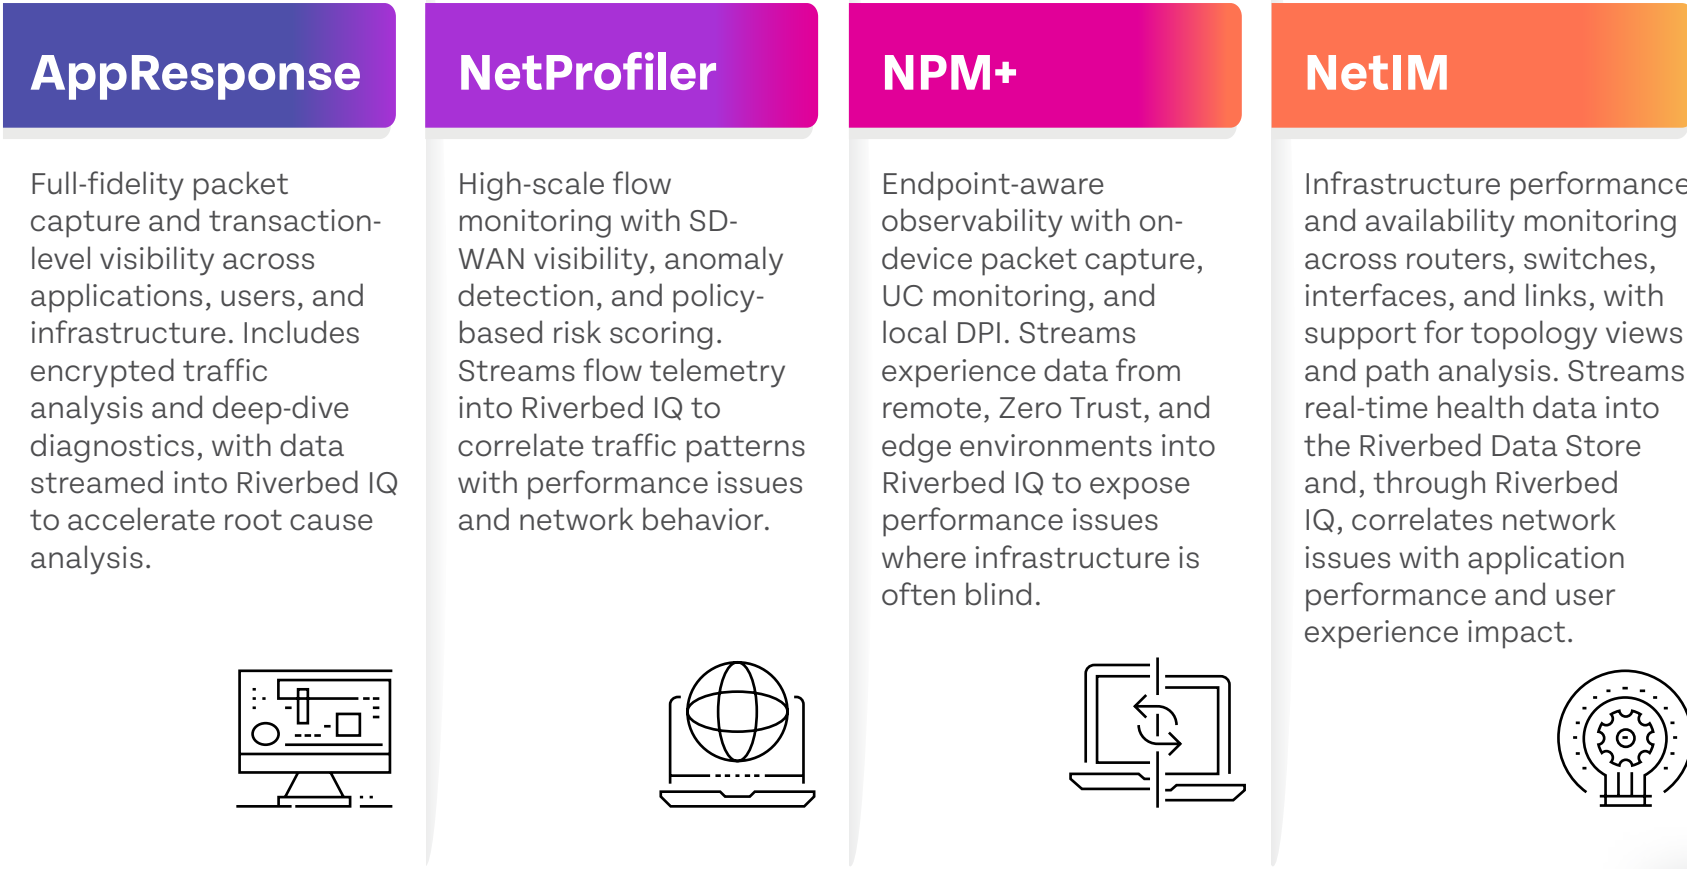 AppResponse
Full-fidelity packet
capture and transaction-
level visibility across
applications, users, and
infrastructure. Includes
encrypted traffic
analysis and deep-dive
diagnostics, with data
streamed into Riverbed IQ
to accelerate root cause
analysis.
NetProfiler
High-scale flow
monitoring with SD-
WAN visibility, anomaly
detection, and policy-
based risk scoring.
Streams flow telemetry
into Riverbed IQ to
correlate traffic patterns
with performance issues
and network behavior.
NPM+
Endpoint-aware
observability with on-
device packet capture,
UC monitoring, and
local DPI. Streams
experience data from
remote, Zero Trust, and
edge environments into
Riverbed IQ to expose
performance issues
where infrastructure is
often blind.
NetIM
Infrastructure performance
and availability monitoring
across routers, switches,
interfaces, and links, with
support for topology views
and path analysis. Streams
real-time health data into
the Riverbed Data Store
and, through Riverbed
IQ, correlates network
issues with application
performance and user
experience impact.